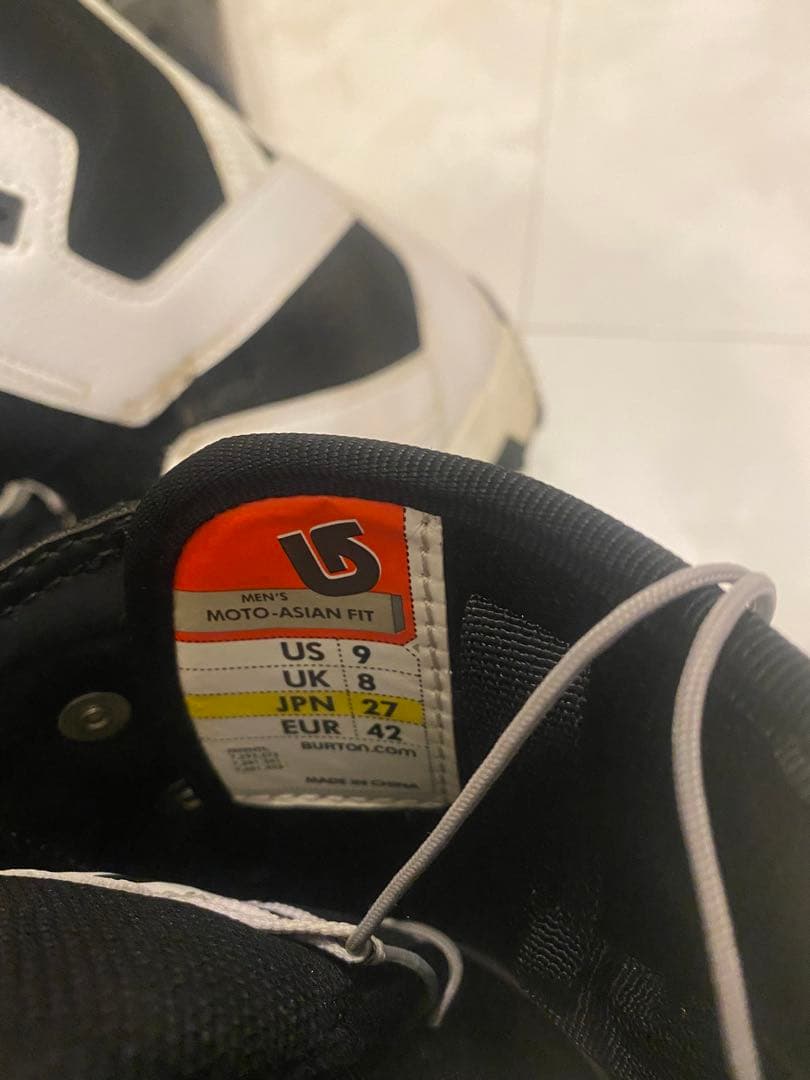 MEN'S
MOTO-ASIAN FIT
US 9
UK 8
JPN 27
EUR 42
BURTON.COM
MADE IN CHINA